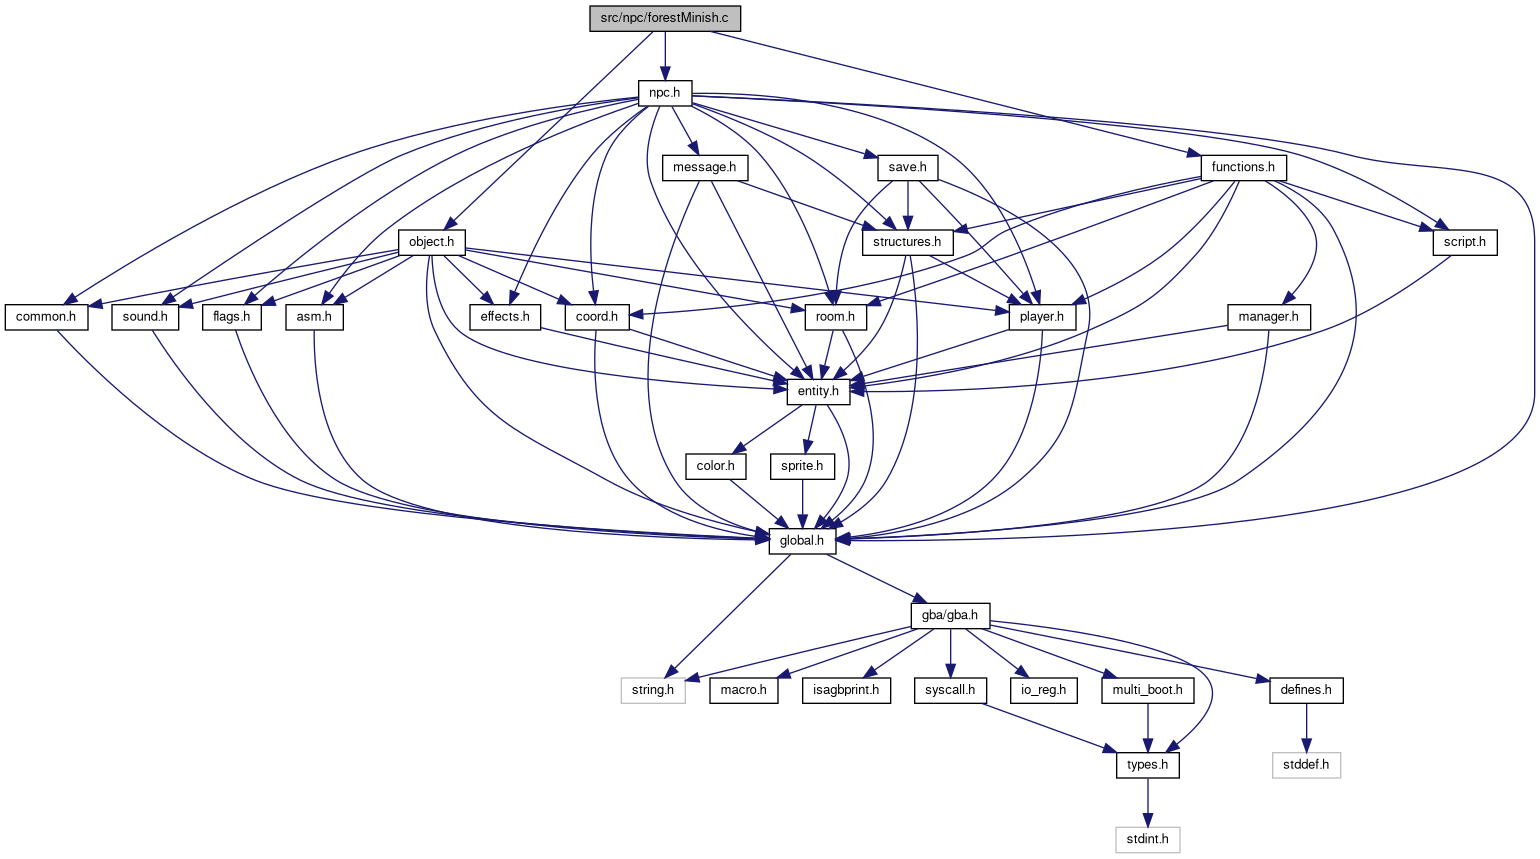 src/npc/forestMinish.c
npc.h
message.h
save.h
functions.h
object.h
structures.h
script.h
common.h
sound.h
flags.h
asm.h
effects.h
coord.h
room.h
player.h
manager.h
entity.h
color.h
sprite.h
global.h
gba/gba.h
string.h
macro.h
isagbprint.h
syscall.h
io_reg.h
multi_boot.h
defines.h
types.h
stddef.h
stdint.h